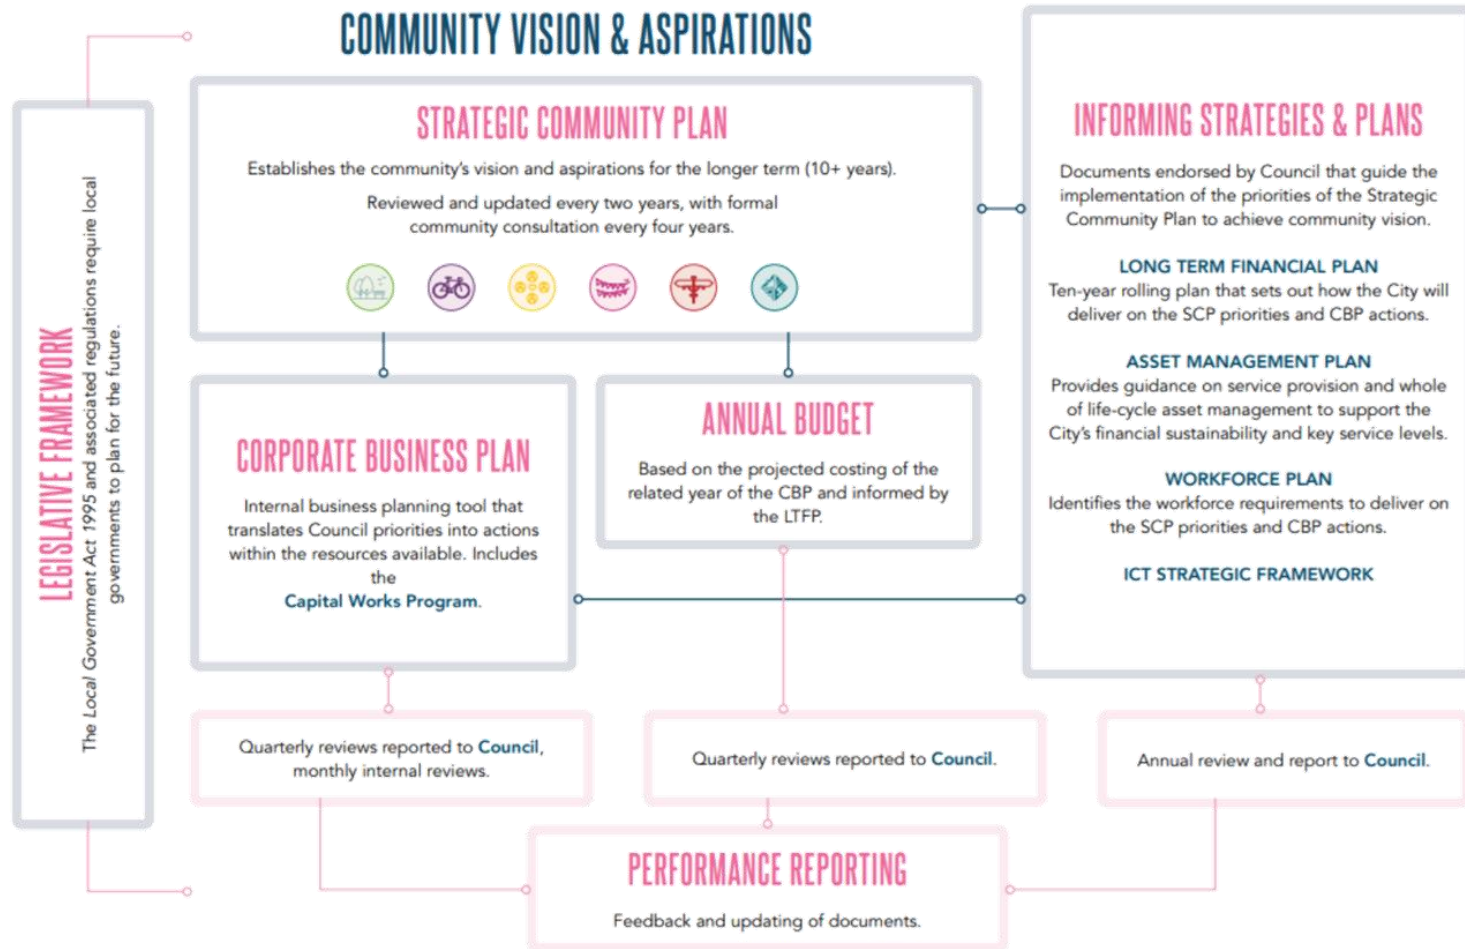 COMMUNITY VISION & ASPIRATIONS
LEGISLATIVE FRAMEWORK
The Local Government Act 1995 and associated regulations require local
governments to plan for the future.
STRATEGIC COMMUNITY PLAN
Establishes the community's vision and aspirations for the longer term (10+ years).
Reviewed and updated every two years, with formal
community consultation every four years.
CORPORATE BUSINESS PLAN
Internal business planning tool that
translates Council priorities into actions
within the resources available. Includes
the
Capital Works Program.
ANNUAL BUDGET
Based on the projected costing of the
related year of the CBP and informed by
the LTFP.
INFORMING STRATEGIES & PLANS
Documents endorsed by Council that guide the
implementation of the priorities of the Strategic
Community Plan to achieve community vision.
LONG TERM FINANCIAL PLAN
Ten-year rolling plan that sets out how the City will
deliver on the SCP priorities and CBP actions.
ASSET MANAGEMENT PLAN
Provides guidance on service provision and whole
of life-cycle asset management to support the
City's financial sustainability and key service levels.
WORKFORCE PLAN
Identifies the workforce requirements to deliver on
the SCP priorities and CBP actions.
ICT STRATEGIC FRAMEWORK
Quarterly reviews reported to Council,
monthly internal reviews.
Quarterly reviews reported to Council.
Annual review and report to Council.
PERFORMANCE REPORTING
Feedback and updating of documents.